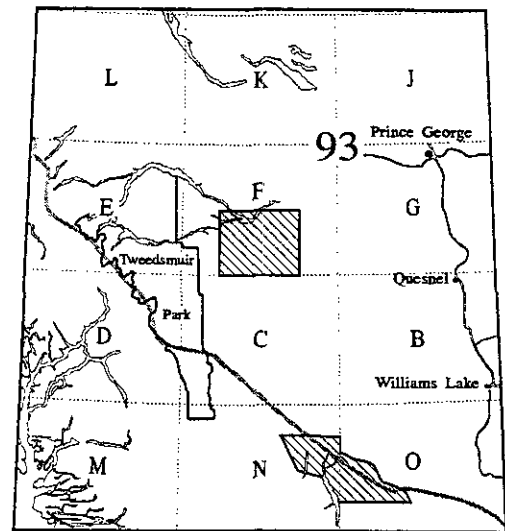 L K J
93 Prince George
E F G
Tweedsmuir
Quesnel
Park
D C B
Williams Lake
M N O